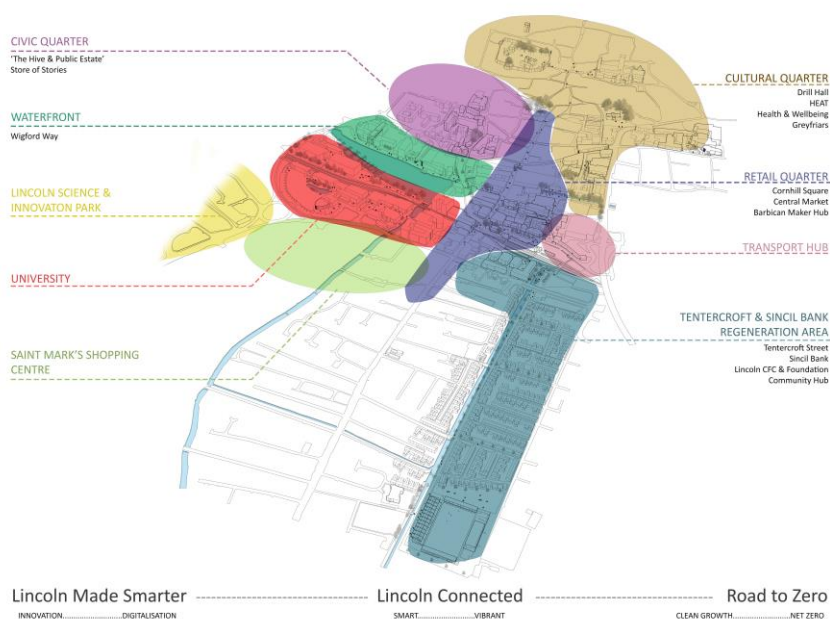 CIVIC QUARTER
'The Hive & Public Estate'
Store of Stories
WATERFRONT
Wigford Way
LINCOLN SCIENCE &
INNOVATON PARK
UNIVERSITY
SAINT MARK'S SHOPPING
CENTRE
CULTURAL QUARTER
Drill Hall
HEAT
Health & Wellbeing
Greyfriars
RETAIL QUARTER
Cornhill Square
Central Market
Barbican Maker Hub
TRANSPORT HUB
TENTERCROFT & SINCIL BANK
REGENERATION AREA
Tentercroft Street
Sincil Bank
Lincoln CFC & Foundation
Community Hub
Lincoln Made Smarter Lincoln Connected Road to Zero
INNOVATION..........................DIGITALISATION SMART.........................VIBRANT CLEAN GROWTH.........................NET ZERO